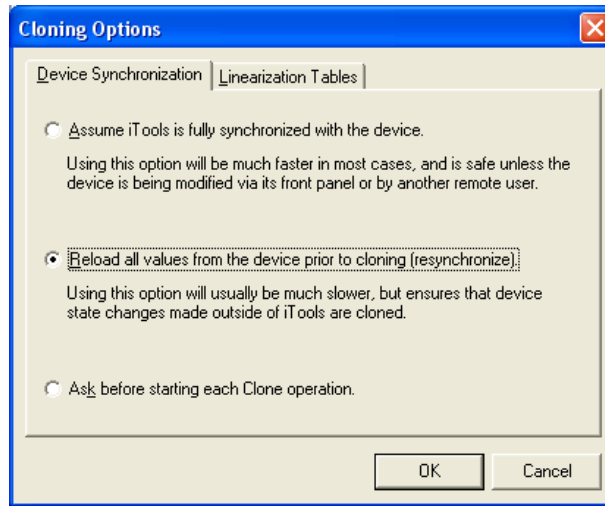 Cloning Options
Device Synchronization
Linearization Tables
Assume iTools is fully synchronized with the device.
Using this option will be much faster in most cases, and is safe unless the
device is being modified via its front panel or by another remote user.
Reload all values from the device prior to cloning (resynchronize).
Using this option will usually be much slower, but ensures that device
state changes made outside of iTools are cloned.
Ask before starting each Clone operation.
OK
Cancel